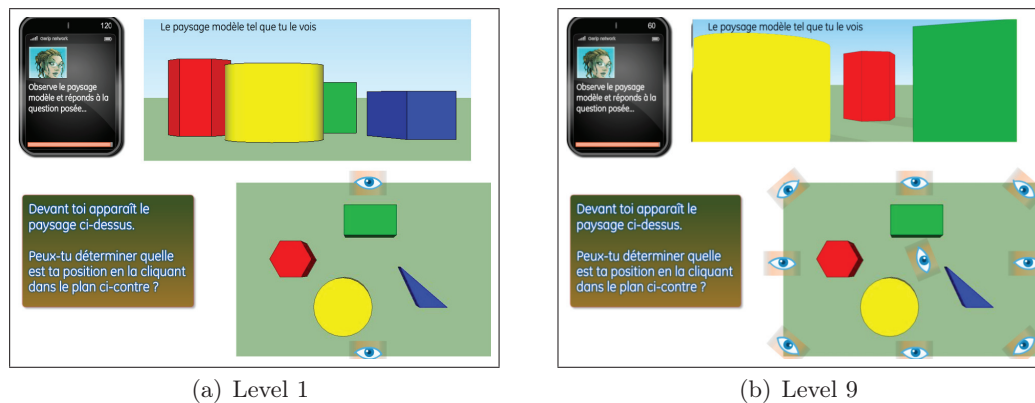 120
Genip network
Observe le paysage
modèle et réponds à la
question posée...
Le paysage modèle tel que tu le vois
Devant toi apparaît le
paysage ci-dessus.
Peux-tu déterminer quelle
est ta position en la cliquant
dans le plan ci-contre ?
(a) Level 1
60
Genip network
Observe le paysage
modèle et réponds à la
question posée...
Le paysage modèle tel que tu le vois
Devant toi apparaît le
paysage ci-dessus.
Peux-tu déterminer quelle
est ta position en la cliquant
dans le plan ci-contre ?
(b) Level 9